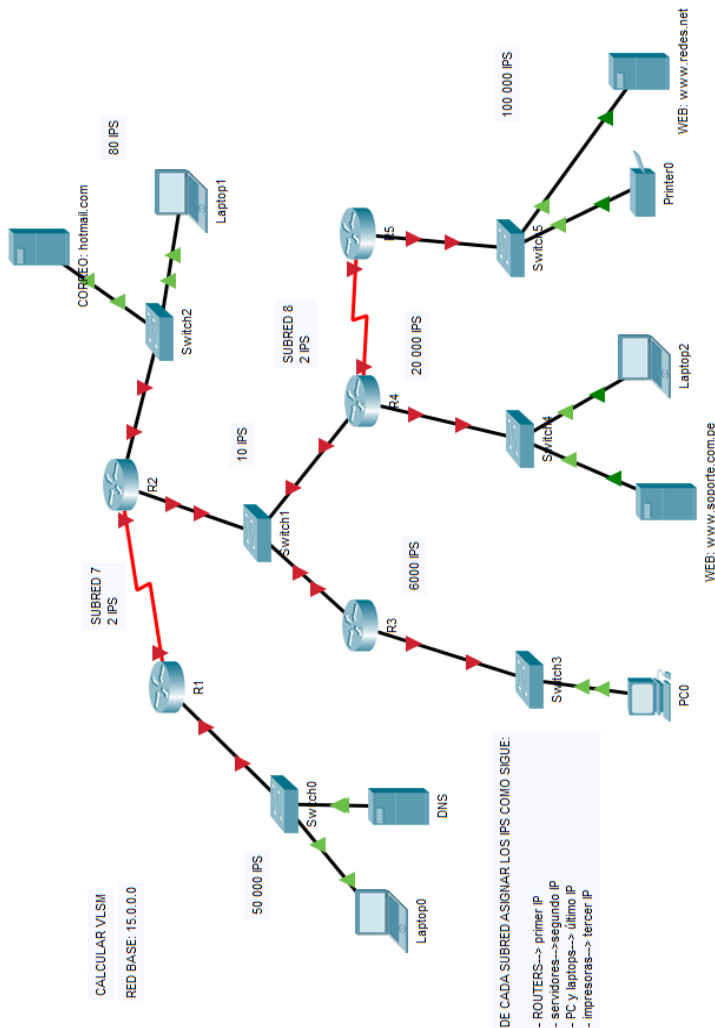 CALCULAR VLSM
RED BASE: 15.0.0.0
SUBRED 7
2 IPS
R1
50 000 IPS
Switch0
Laptop0
DNS
R2
CORREO: hotmail.com
80 IPS
Switch2
Laptop1
10 IPS
Switch1
SUBRED 8
2 IPS
R3
6000 IPS
Switch3
PC0
R4
20 000 IPS
Switch4
Laptop2
WEB: www.soporte.com.pe
R5
100 000 IPS
Switch5
Printer0
WEB: www.redes.net
DE CADA SUBRED ASIGNAR LOS IPS COMO SIGUE:
- ROUTERS--> primer IP
- servidores-->segundo IP
- PC y laptops--> último IP
- impresoras--> tercer IP